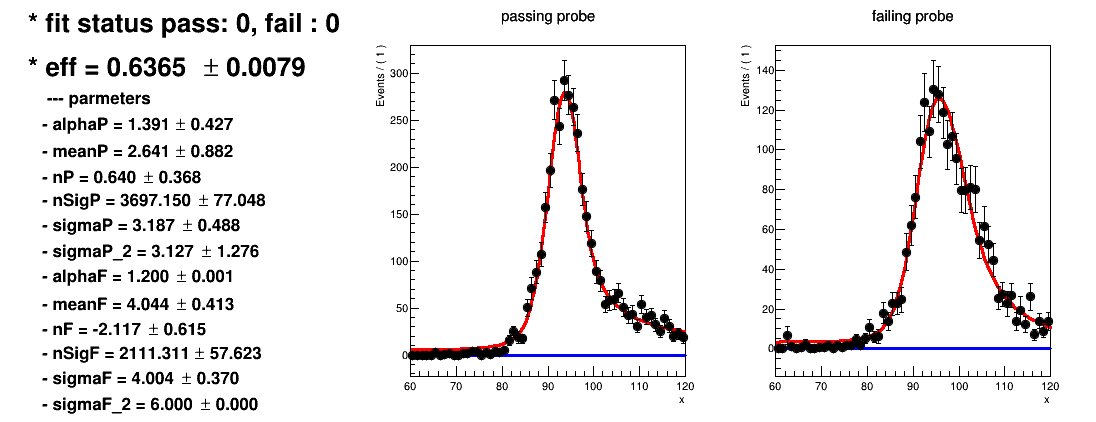 * fit status pass: 0, fail : 0
* eff = 0.6365 ± 0.0079
--- parmeters
- alphaP = 1.391 ± 0.427
- meanP = 2.641 ± 0.882
- nP = 0.640 ± 0.368
- nSigP = 3697.150 ± 77.048
- sigmaP = 3.187 ± 0.488
- sigmaP_2 = 3.127 ± 1.276
- alphaF = 1.200 ± 0.001
- meanF = 4.044 ± 0.413
- nF = -2.117 ± 0.615
- nSigF = 2111.311 ± 57.623
- sigmaF = 4.004 ± 0.370
- sigmaF_2 = 6.000 ± 0.000
passing probe
Events / ( 1 )
300
250
200
150
100
50
0
60 70 80 90 100 110 120
x
failing probe
Events / ( 1 )
140
120
100
80
60
40
20
0
60 70 80 90 100 110 120
x